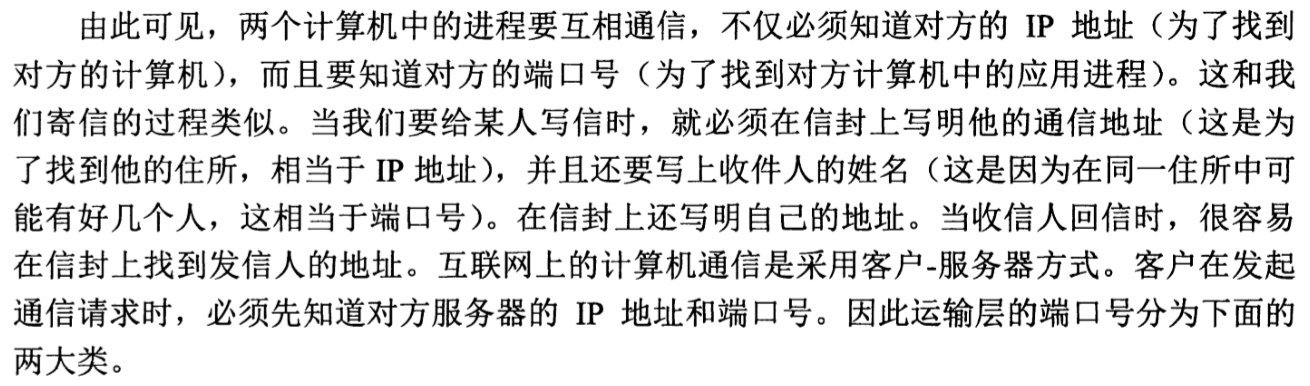 由此可见，两个计算机中的进程要互相通信，不仅必须知道对方的 IP 地址（为了找到
对方的计算机），而且要知道对方的端口号（为了找到对方计算机中的应用进程）。这和我
们寄信的过程类似。当我们要给某人写信时，就必须在信封上写明他的通信地址（这是为
了找到他的住所，相当于 IP 地址），并且还要写上收件人的姓名（这是因为在同一住所中可
能有好几个人，这相当于端口号）。在信封上还写明自己的地址。当收信人回信时，很容易
在信封上找到发信人的地址。互联网上的计算机通信是采用客户-服务器方式。客户在发起
通信请求时，必须先知道对方服务器的 IP 地址和端口号。因此运输层的端口号分为下面的
两大类。